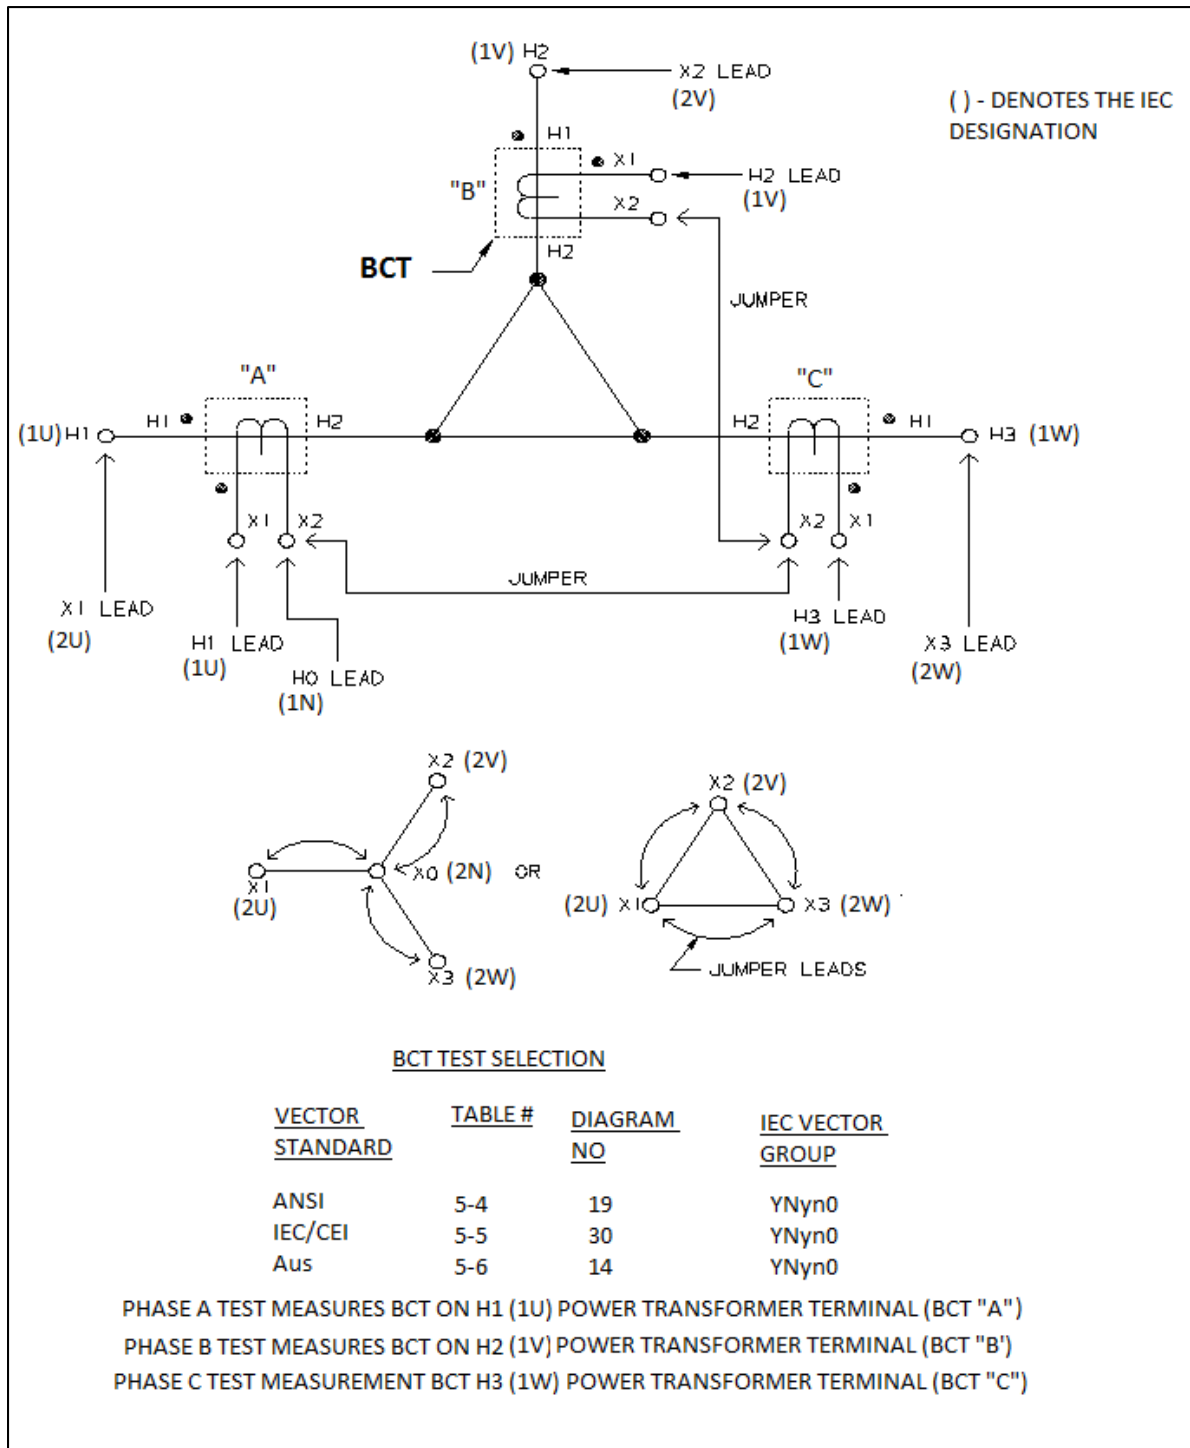 (1V) H2
X2 LEAD
(2V)
( ) - DENOTES THE IEC
DESIGNATION
H1
X1
"B"
H2 LEAD
(1V)
X2
H2
BCT
JUMPER
"A"
"C"
(1U) H1
H1
H2
H2
H1
H3 (1W)
X1
X2
X2
X1
JUMPER
X1 LEAD
(2U)
H1 LEAD
(1U)
H0 LEAD
(1N)
H3 LEAD
(1W)
X3 LEAD
(2W)
X2 (2V)
X1
(2U)
X0 (2N)
OR
X3 (2W)
X2 (2V)
(2U) X1
X3 (2W)
JUMPER LEADS
BCT TEST SELECTION
VECTOR STANDARD
TABLE #
DIAGRAM NO
IEC VECTOR GROUP
ANSI 5-4 19 YNyn0
IEC/CEI 5-5 30 YNyn0
Aus 5-6 14 YNyn0
PHASE A TEST MEASURES BCT ON H1 (1U) POWER TRANSFORMER TERMINAL (BCT "A")
PHASE B TEST MEASURES BCT ON H2 (1V) POWER TRANSFORMER TERMINAL (BCT "B')
PHASE C TEST MEASUREMENT BCT H3 (1W) POWER TRANSFORMER TERMINAL (BCT "C")